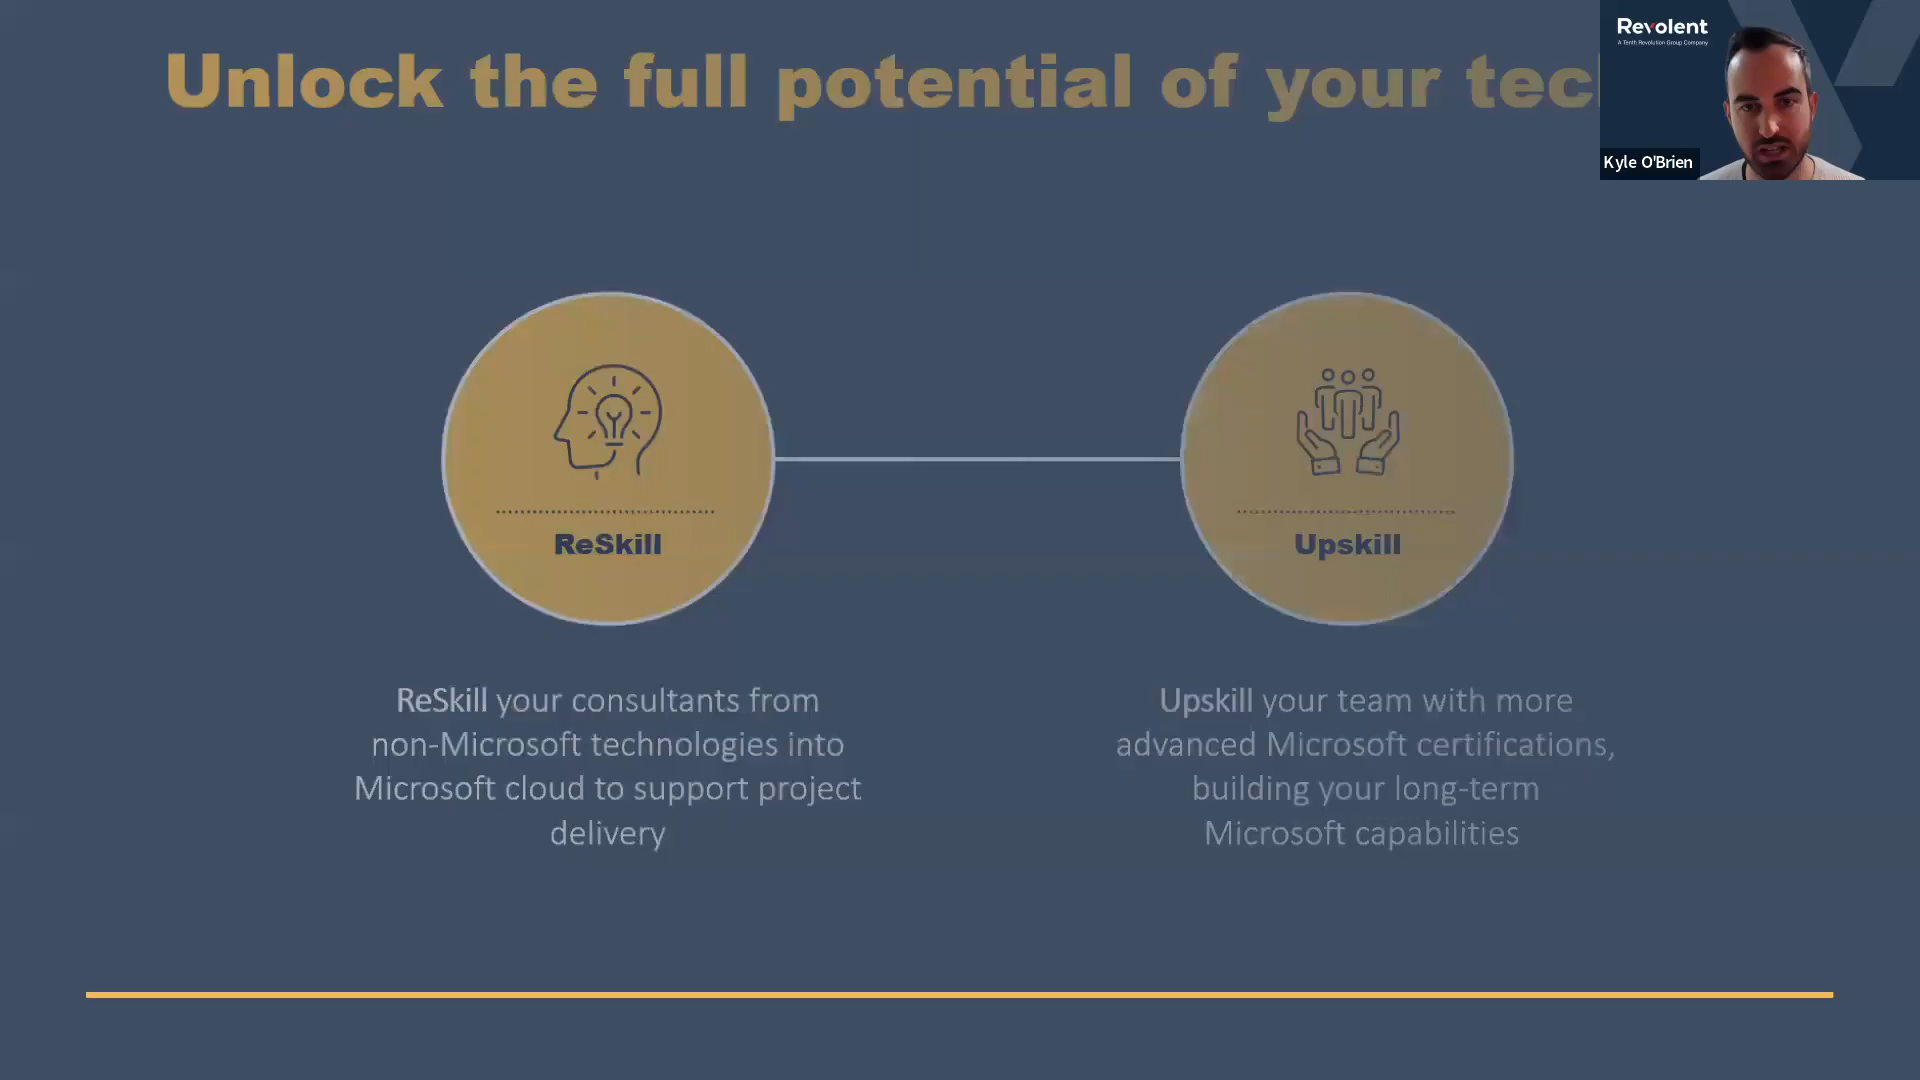 Unlock the full potential of your
Revolent
A Tenth Revolution Group Company
Kyle O'Brien
ReSkill
Upskill
ReSkill your consultants from
non-Microsoft technologies into
Microsoft cloud to support project
delivery
Upskill your team with more
advanced Microsoft certifications,
building your long-term
Microsoft capabilities